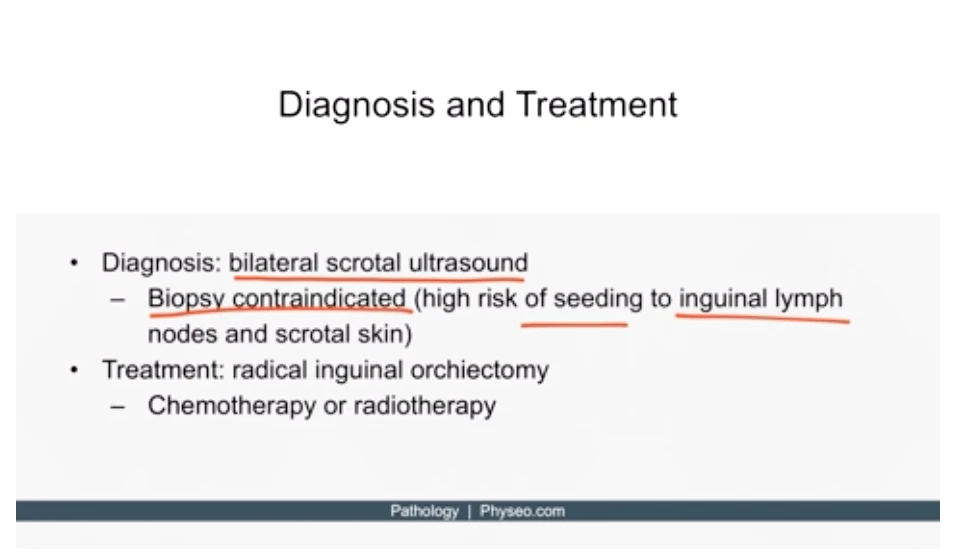 Diagnosis and Treatment
• Diagnosis: bilateral scrotal ultrasound
– Biopsy contraindicated (high risk of seeding to inguinal lymph
nodes and scrotal skin)
• Treatment: radical inguinal orchiectomy
– Chemotherapy or radiotherapy
Pathology | Physeo.com